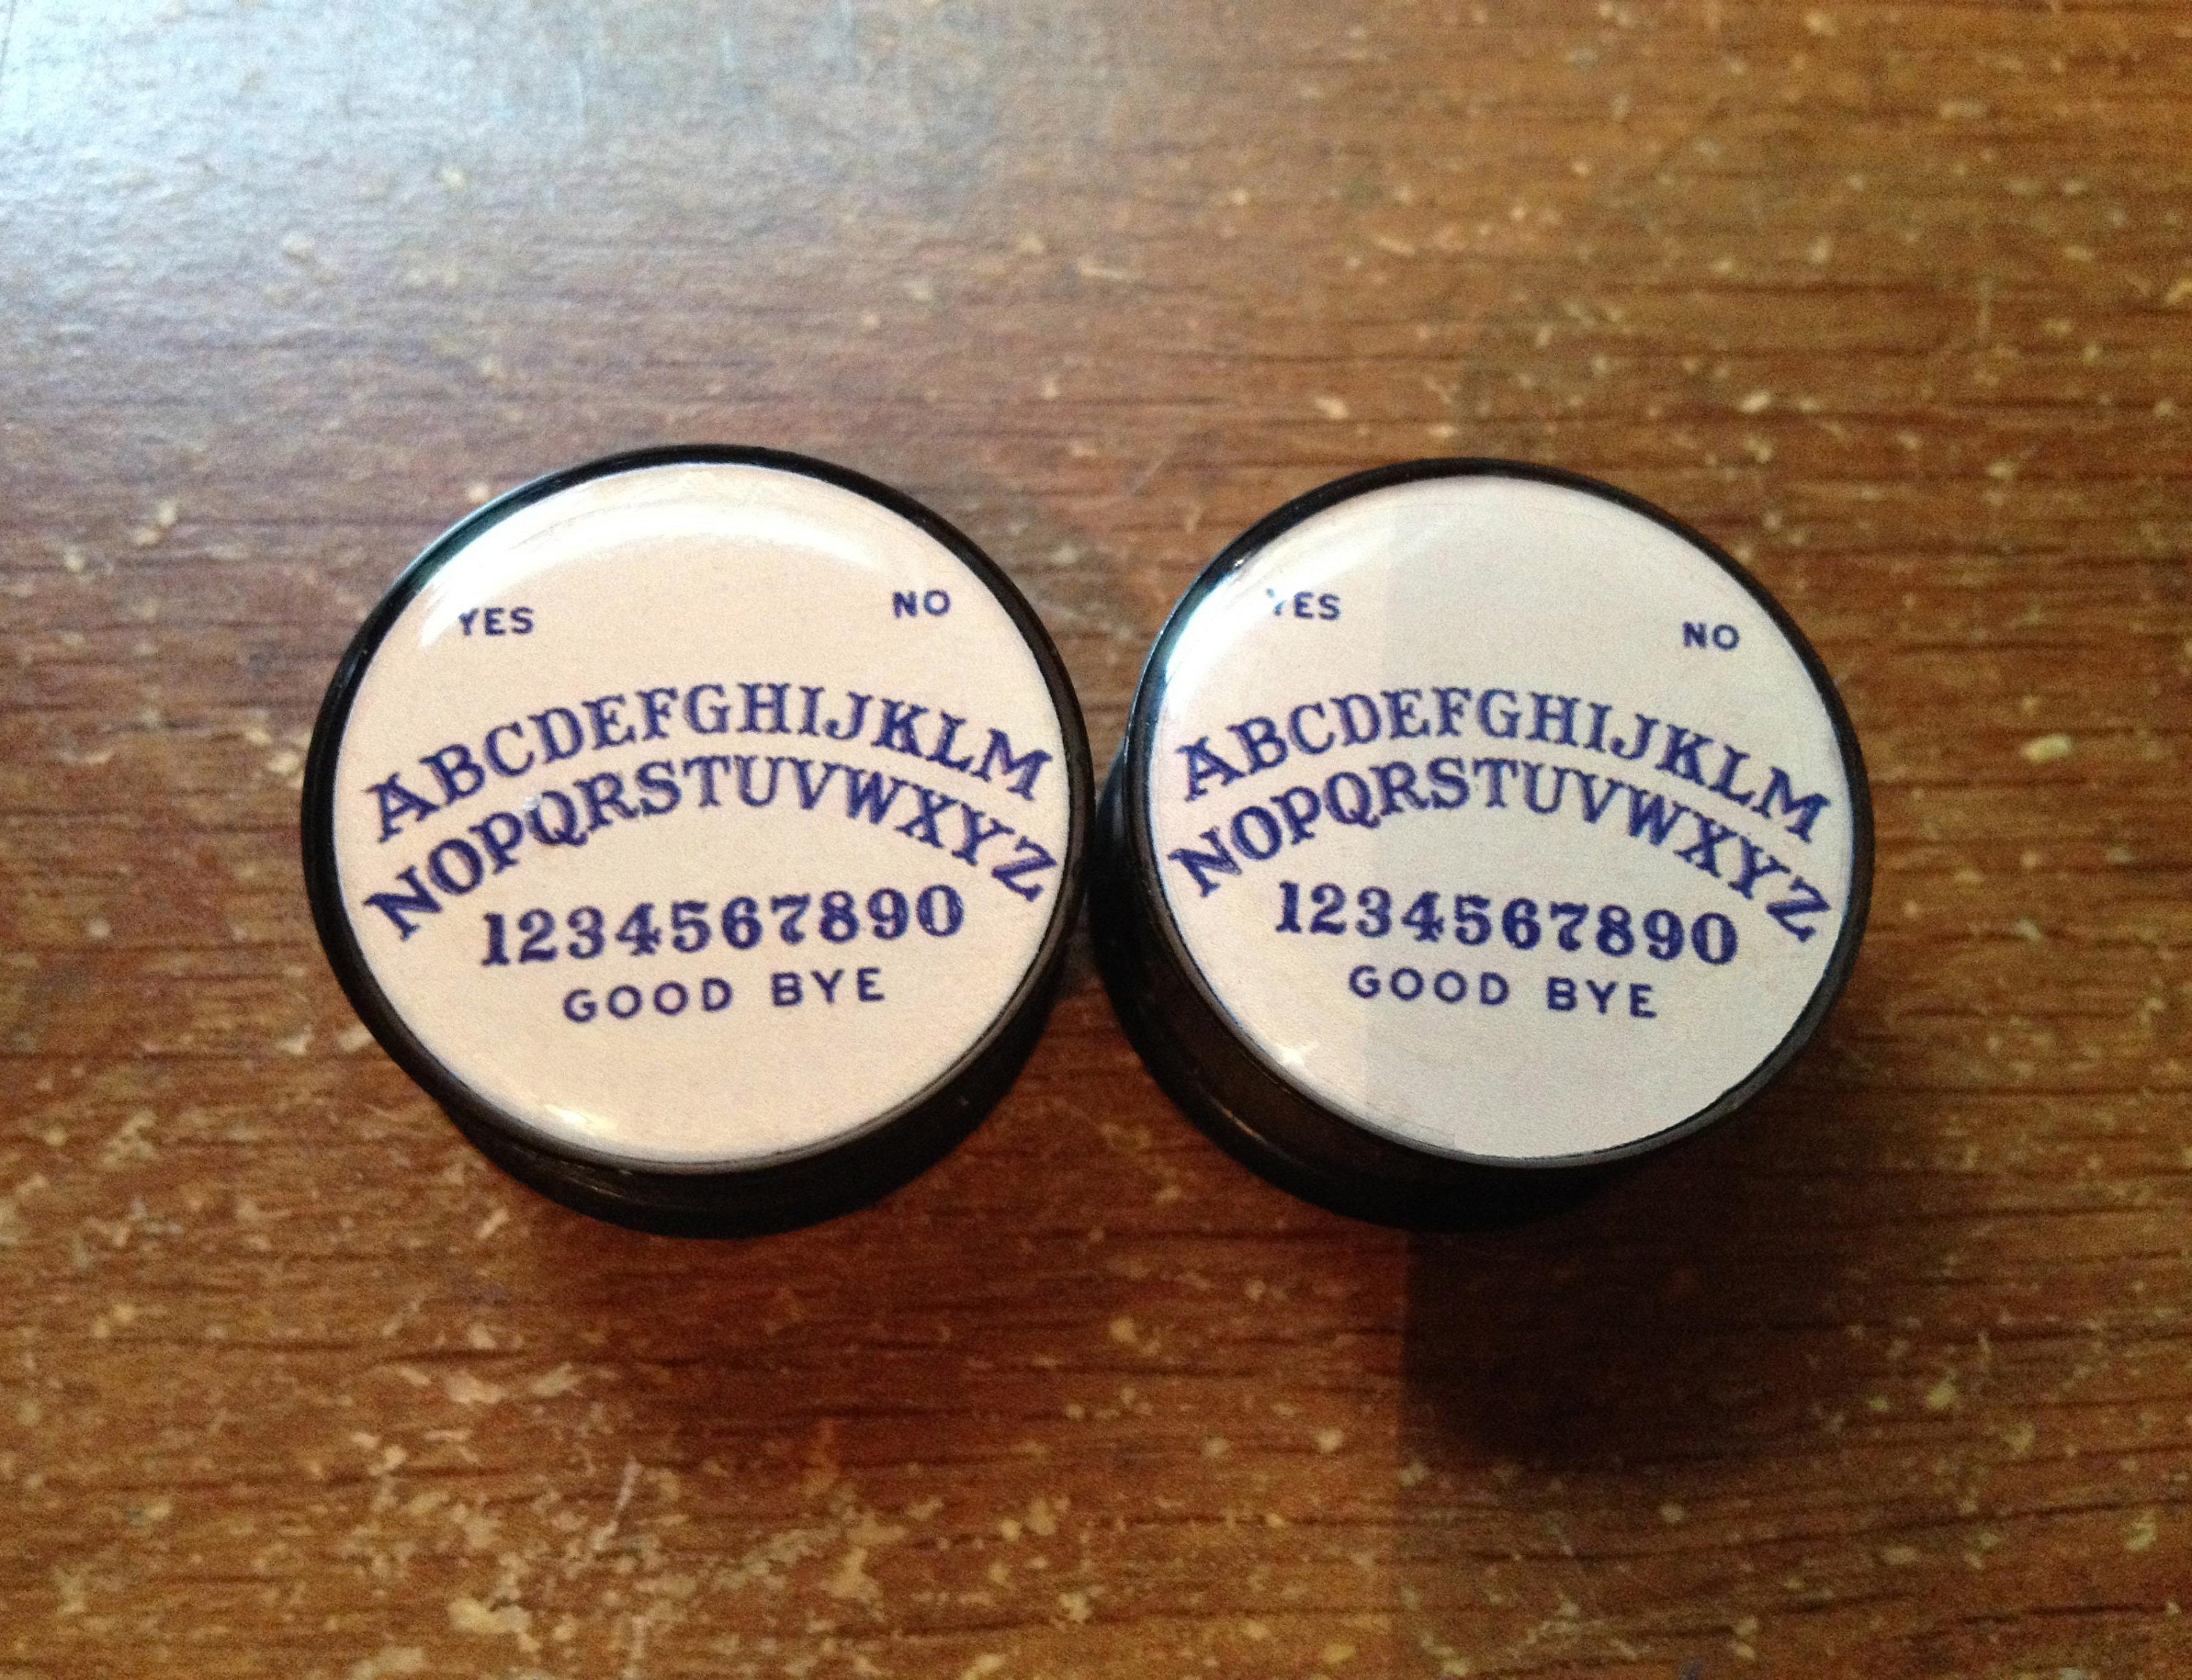 YES NO
ABCDEFGHIJKLM
NOPQRSTUVWXYZ
1234567890
GOOD BYE
YES NO
ABCDEFGHIJKLM
NOPQRSTUVWXYZ
1234567890
GOOD BYE